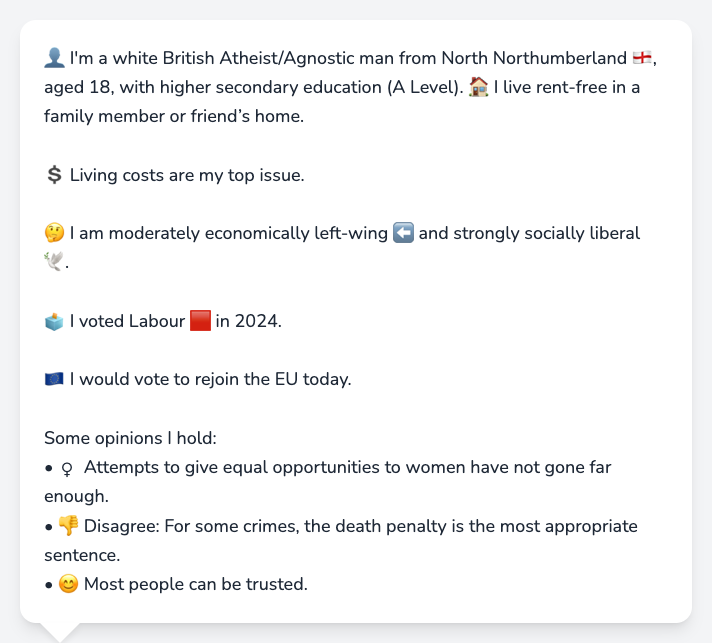 👤 I'm a white British Atheist/Agnostic man from North Northumberland 🏴󠁧󠁢󠁥󠁮󠁧󠁿,
aged 18, with higher secondary education (A Level). 🏠 I live rent-free in a
family member or friend’s home.
💲 Living costs are my top issue.
🤔 I am moderately economically left-wing ⬅️ and strongly socially liberal
🕊️.
🗳️ I voted Labour 🟥 in 2024.
🇪🇺 I would vote to rejoin the EU today.
Some opinions I hold:
• ♀ Attempts to give equal opportunities to women have not gone far
enough.
• 👎 Disagree: For some crimes, the death penalty is the most appropriate
sentence.
• 😊 Most people can be trusted.